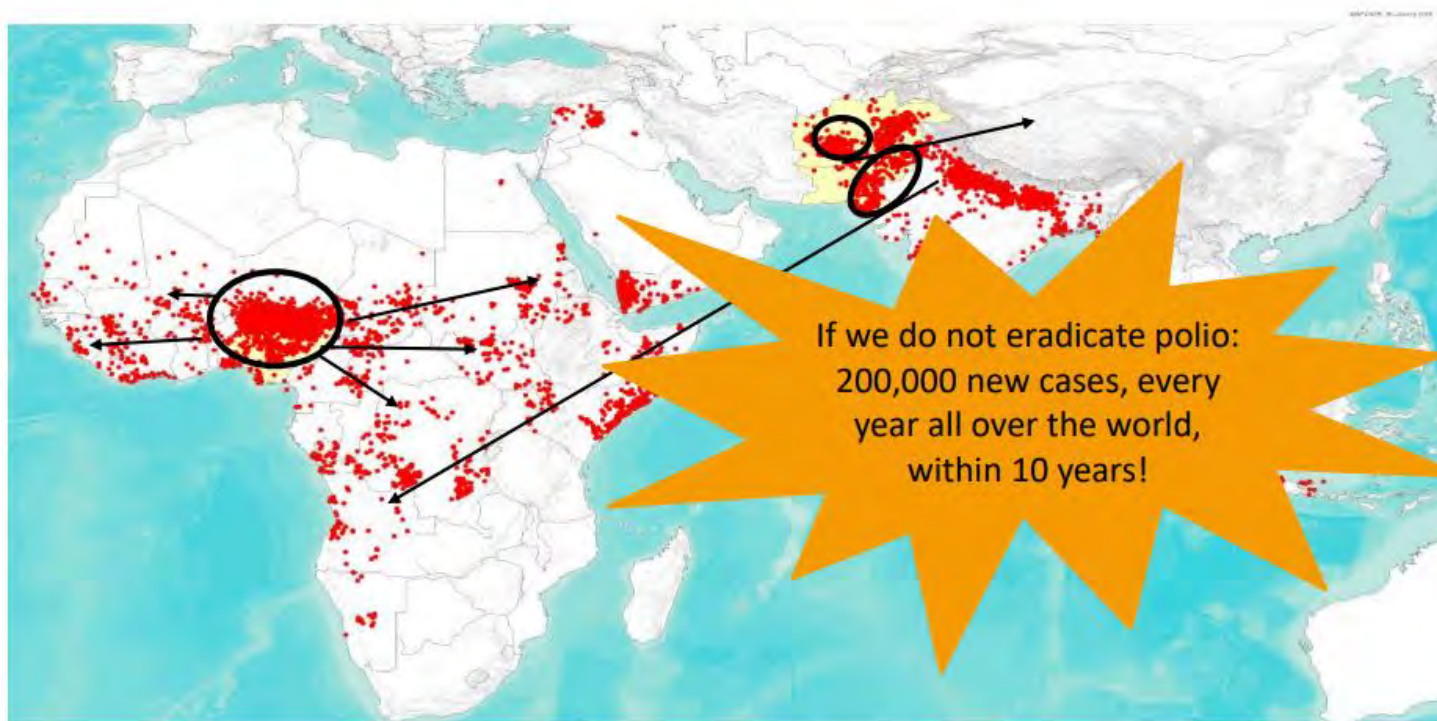 If we do not eradicate polio:
200,000 new cases, every
year all over the world,
within 10 years!